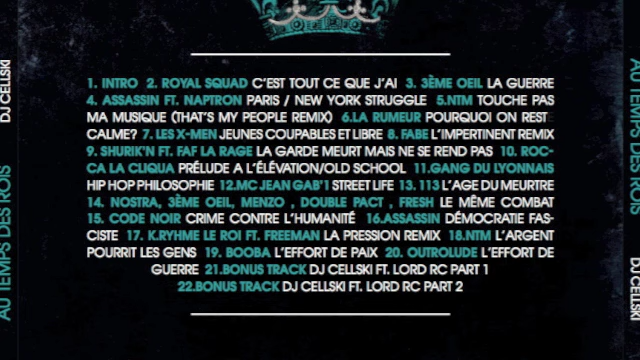 DJ CELLSKI
AU TEMPS DES ROIS
1. INTRO 2. ROYAL SQUAD C'EST TOUT CE QUE J'AI 3. 3ÈME OEIL LA GUERRE
4. ASSASSIN FT. NAPTRON PARIS / NEW YORK STRUGGLE 5.NTM TOUCHE PAS
MA MUSIQUE (THAT'S MY PEOPLE REMIX) 6.LA RUMEUR POURQUOI ON RESTE
CALME? 7. LES X-MEN JEUNES COUPABLES ET LIBRE 8. FABE L'IMPERTINENT REMIX
9. SHURIK'N FT. FAF LA RAGE LA GARDE MEURT MAIS NE SE REND PAS 10. ROC-
CA LA CLIQUA PRÉLUDE A L'ÉLÉVATION/OLD SCHOOL 11.GANG DU LYONNAIS
HIP HOP PHILOSOPHIE 12.MC JEAN GAB'1 STREET LIFE 13. 113 L'AGE DU MEURTRE
14. NOSTRA, 3ÈME OEIL, MENZO , DOUBLE PACT , FRESH LE MÊME COMBAT
15. CODE NOIR CRIME CONTRE L'HUMANITÉ 16.ASSASSIN DÉMOCRATIE FAS-
CISTE 17. K.RYHME LE ROI FT. FREEMAN LA PRESSION REMIX 18.NTM L'ARGENT
POURRIT LES GENS 19. BOOBA L'EFFORT DE PAIX 20. OUTROLUDE L'EFFORT DE
GUERRE 21.BONUS TRACK DJ CELLSKI FT. LORD RC PART 1
22.BONUS TRACK DJ CELLSKI FT. LORD RC PART 2
AU TEMPS DES ROIS
DJ CELLSKI